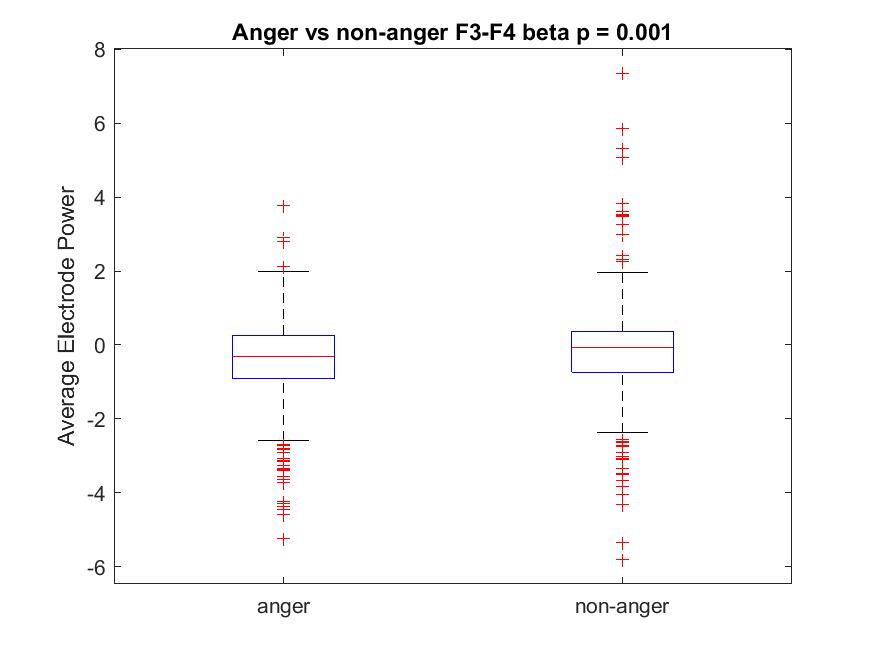 Anger vs non-anger F3-F4 beta p = 0.001
8
6
4
2
0
-2
-4
-6
Average Electrode Power
anger
non-anger